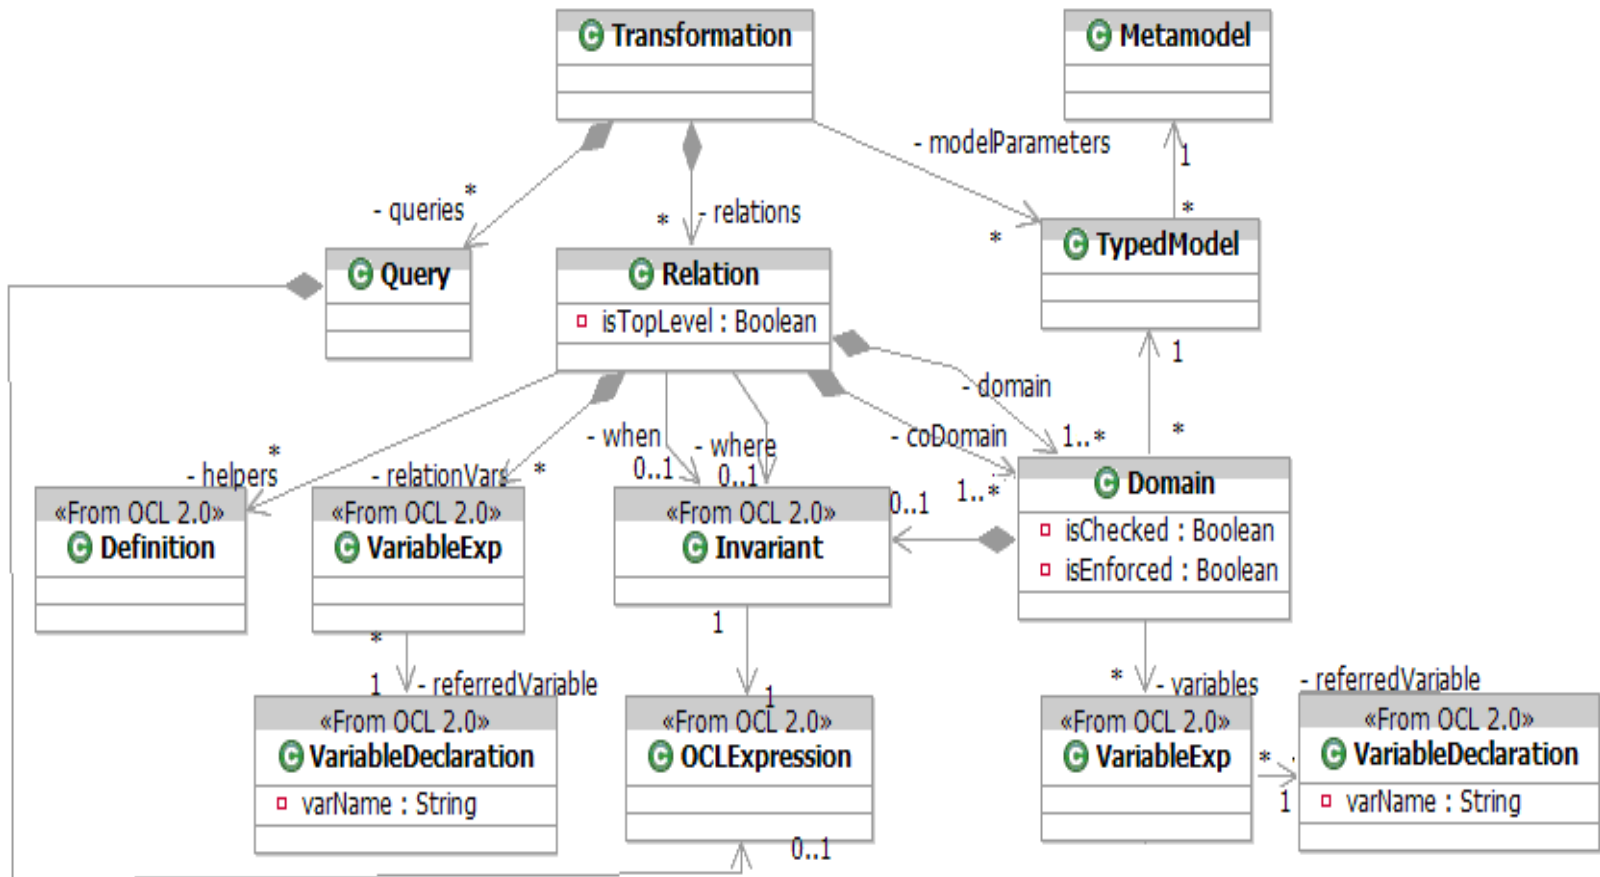 Transformation
Metamodel
- modelParameters
1
*
- queries
*
- relations
*
*
Query
Relation
isTopLevel : Boolean
TypedModel
1
- domain
- when
- where
- coDomain
1..*
*
*
- helpers
- relationVars
*
0..1
0..1
1..*
0..1
«From OCL 2.0»
Definition
«From OCL 2.0»
VariableExp
«From OCL 2.0»
Invariant
Domain
isChecked : Boolean
isEnforced : Boolean
*
1
1
- referredVariable
1
*
- variables
- referredVariable
«From OCL 2.0»
VariableDeclaration
varName : String
«From OCL 2.0»
OCLExpression
«From OCL 2.0»
VariableExp
*
1
«From OCL 2.0»
VariableDeclaration
varName : String
0..1